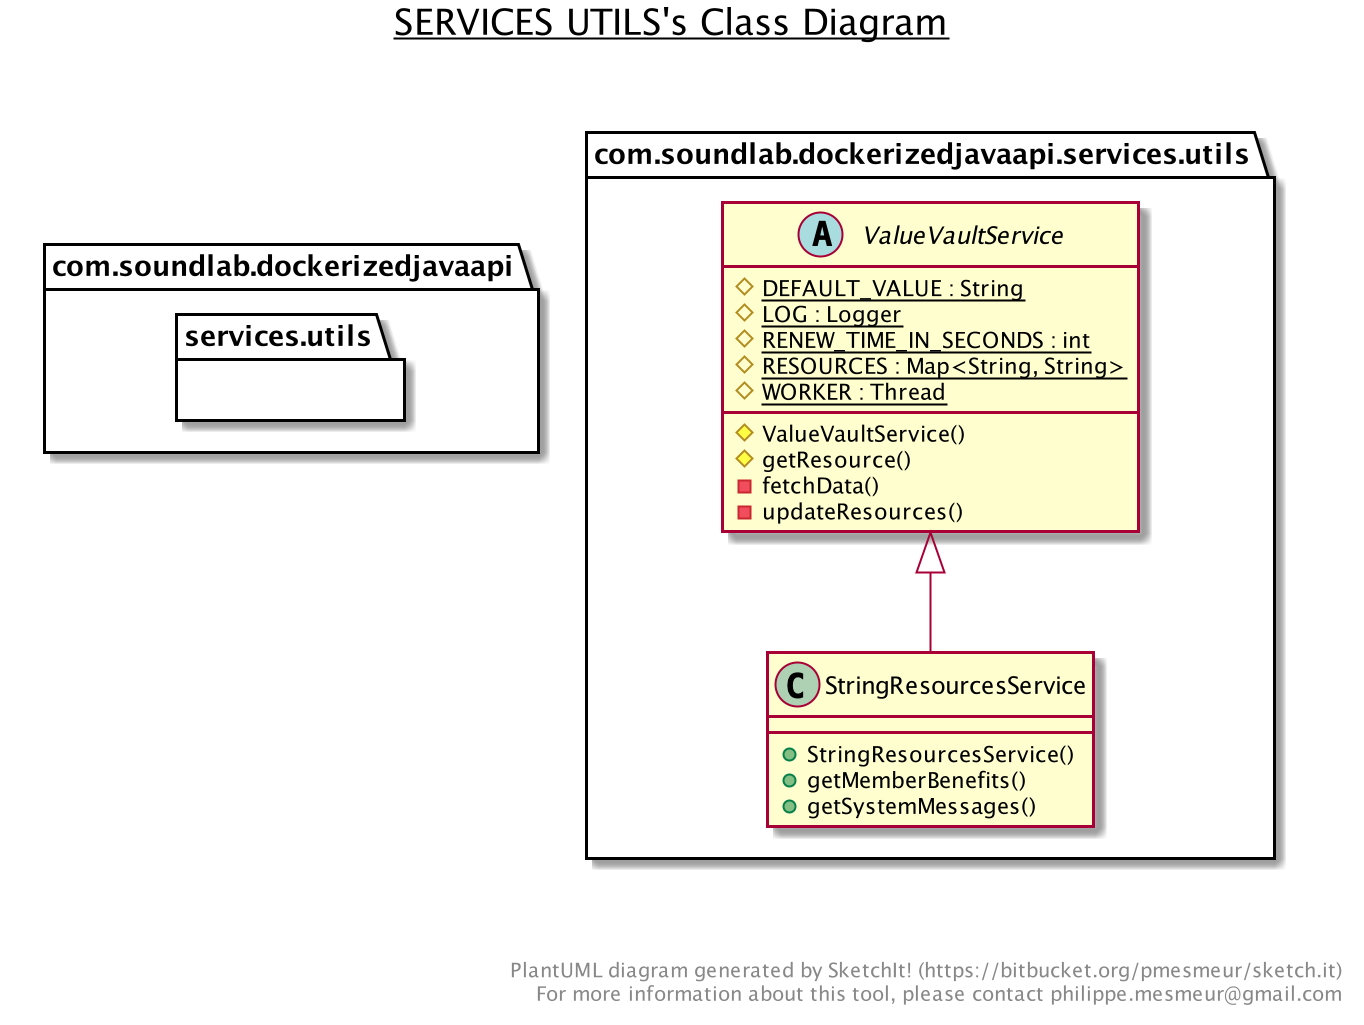 SERVICES UTILS's Class Diagram
com.soundlab.dockerizedjavaapi
services.utils
com.soundlab.dockerizedjavaapi.services.utils
A ValueVaultService
DEFAULT_VALUE : String
LOG : Logger
RENEW_TIME_IN_SECONDS : int
RESOURCES : Map<String, String>
WORKER : Thread
ValueVaultService()
getResource()
fetchData()
updateResources()
C StringResourcesService
StringResourcesService()
getMemberBenefits()
getSystemMessages()
PlantUML diagram generated by SketchIt! (https://bitbucket.org/pmesmeur/sketch.it)
For more information about this tool, please contact philippe.mesmeur@gmail.com